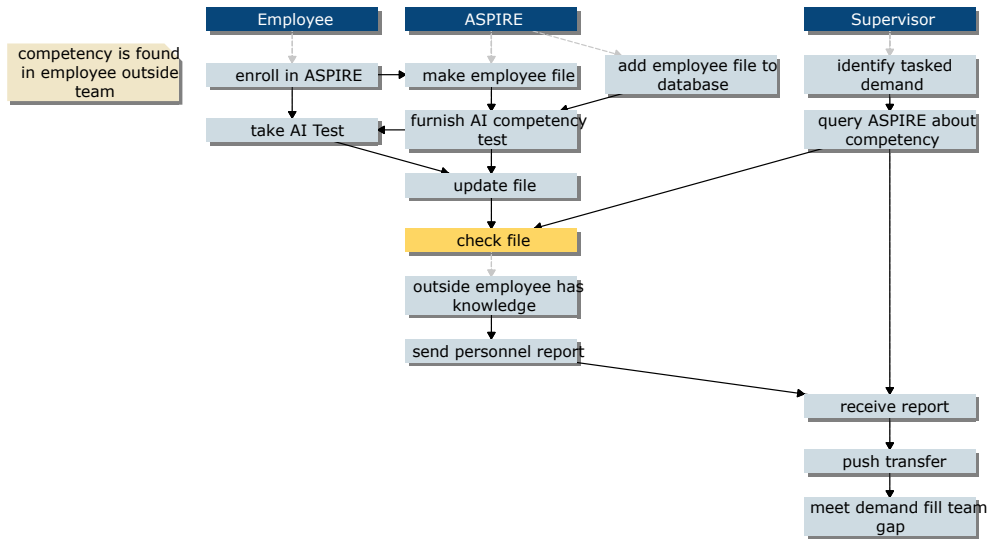 Employee
ASPIRE
Supervisor
competency is found
in employee outside
team
enroll in ASPIRE
make employee file
add employee file to
database
identify tasked
demand
take AI Test
furnish AI competency
test
query ASPIRE about
competency
update file
check file
outside employee has
knowledge
send personnel report
receive report
push transfer
meet demand fill team
gap